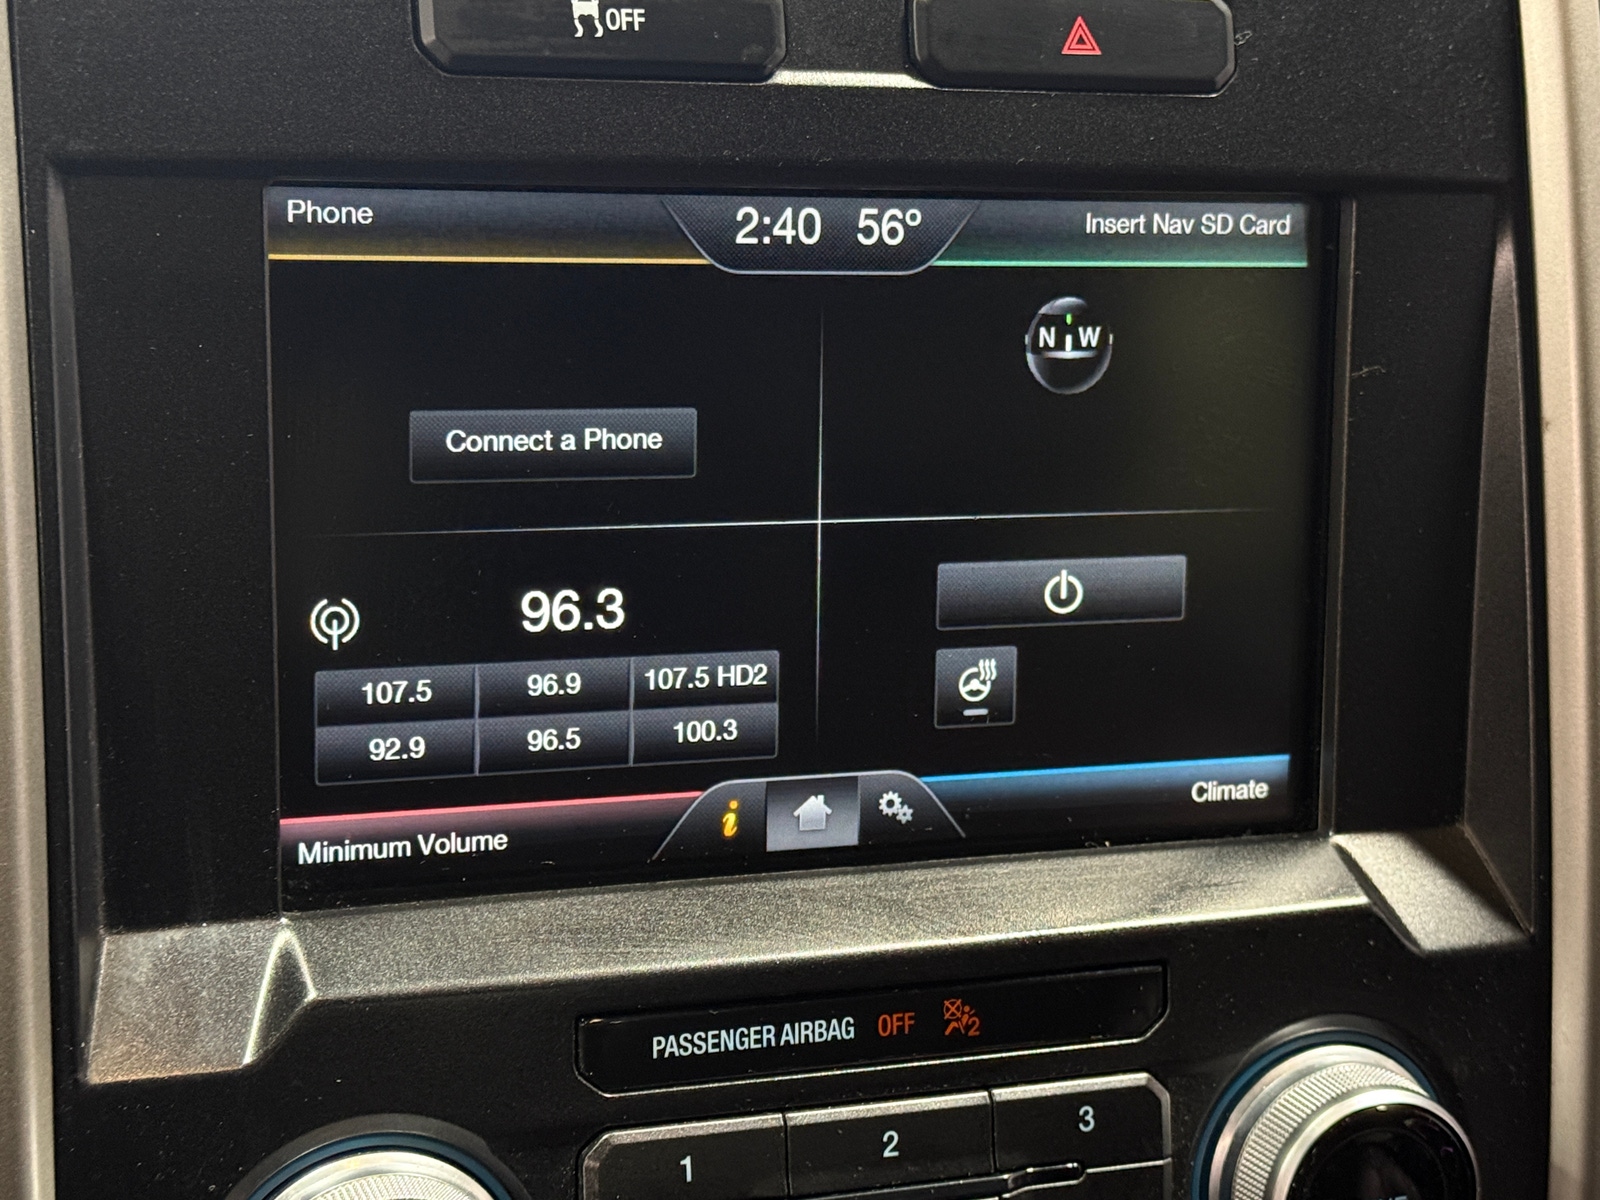 OFF
Phone
2:40 56°
Insert Nav SD Card
N W
Connect a Phone
96.3
107.5 96.9 107.5 HD2
92.9 96.5 100.3
Climate
i
Minimum Volume
PASSENGER AIRBAG OFF
2
1 2 3